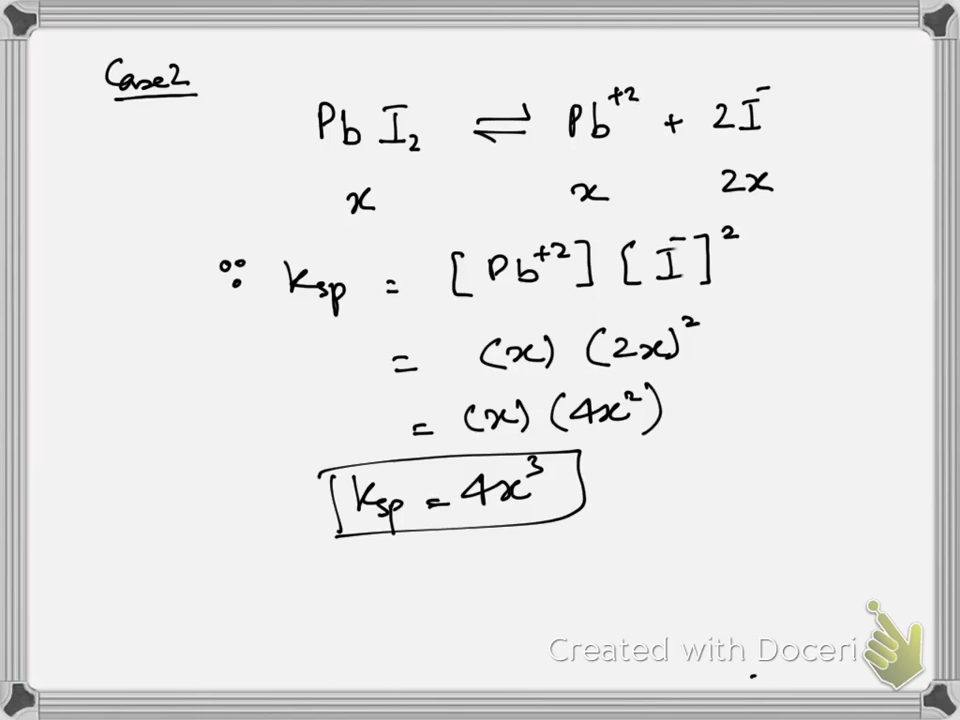 Case2
PbI₂ ⇌ Pb⁺² + 2I⁻
x x 2x
∵ Ksp = [Pb⁺²] [I⁻]²
= (x) (2x)²
= (x) (4x²)
Ksp = 4x³
Created with Doceri